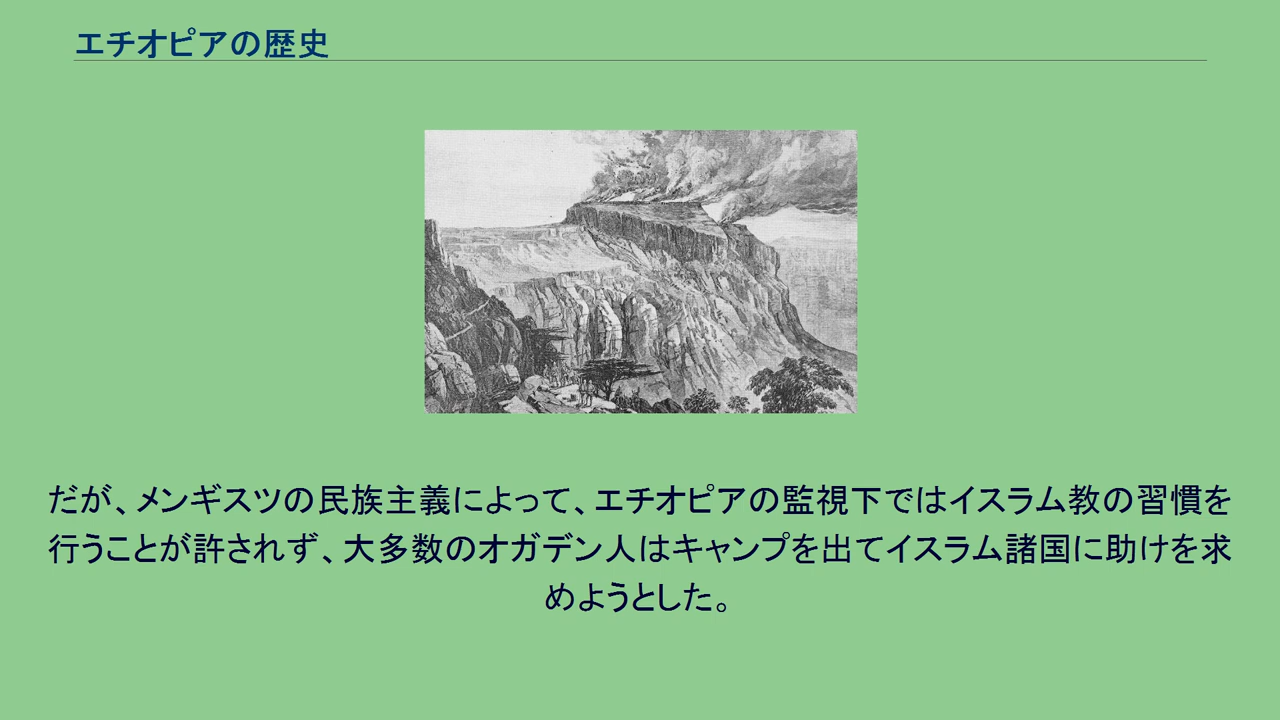 エチオピアの歴史
だが、メンギスツの民族主義によって、エチオピアの監視下ではイスラム教の習慣を
行うことが許されず、大多数のオガデン人はキャンプを出てイスラム諸国に助けを求
めようとした。